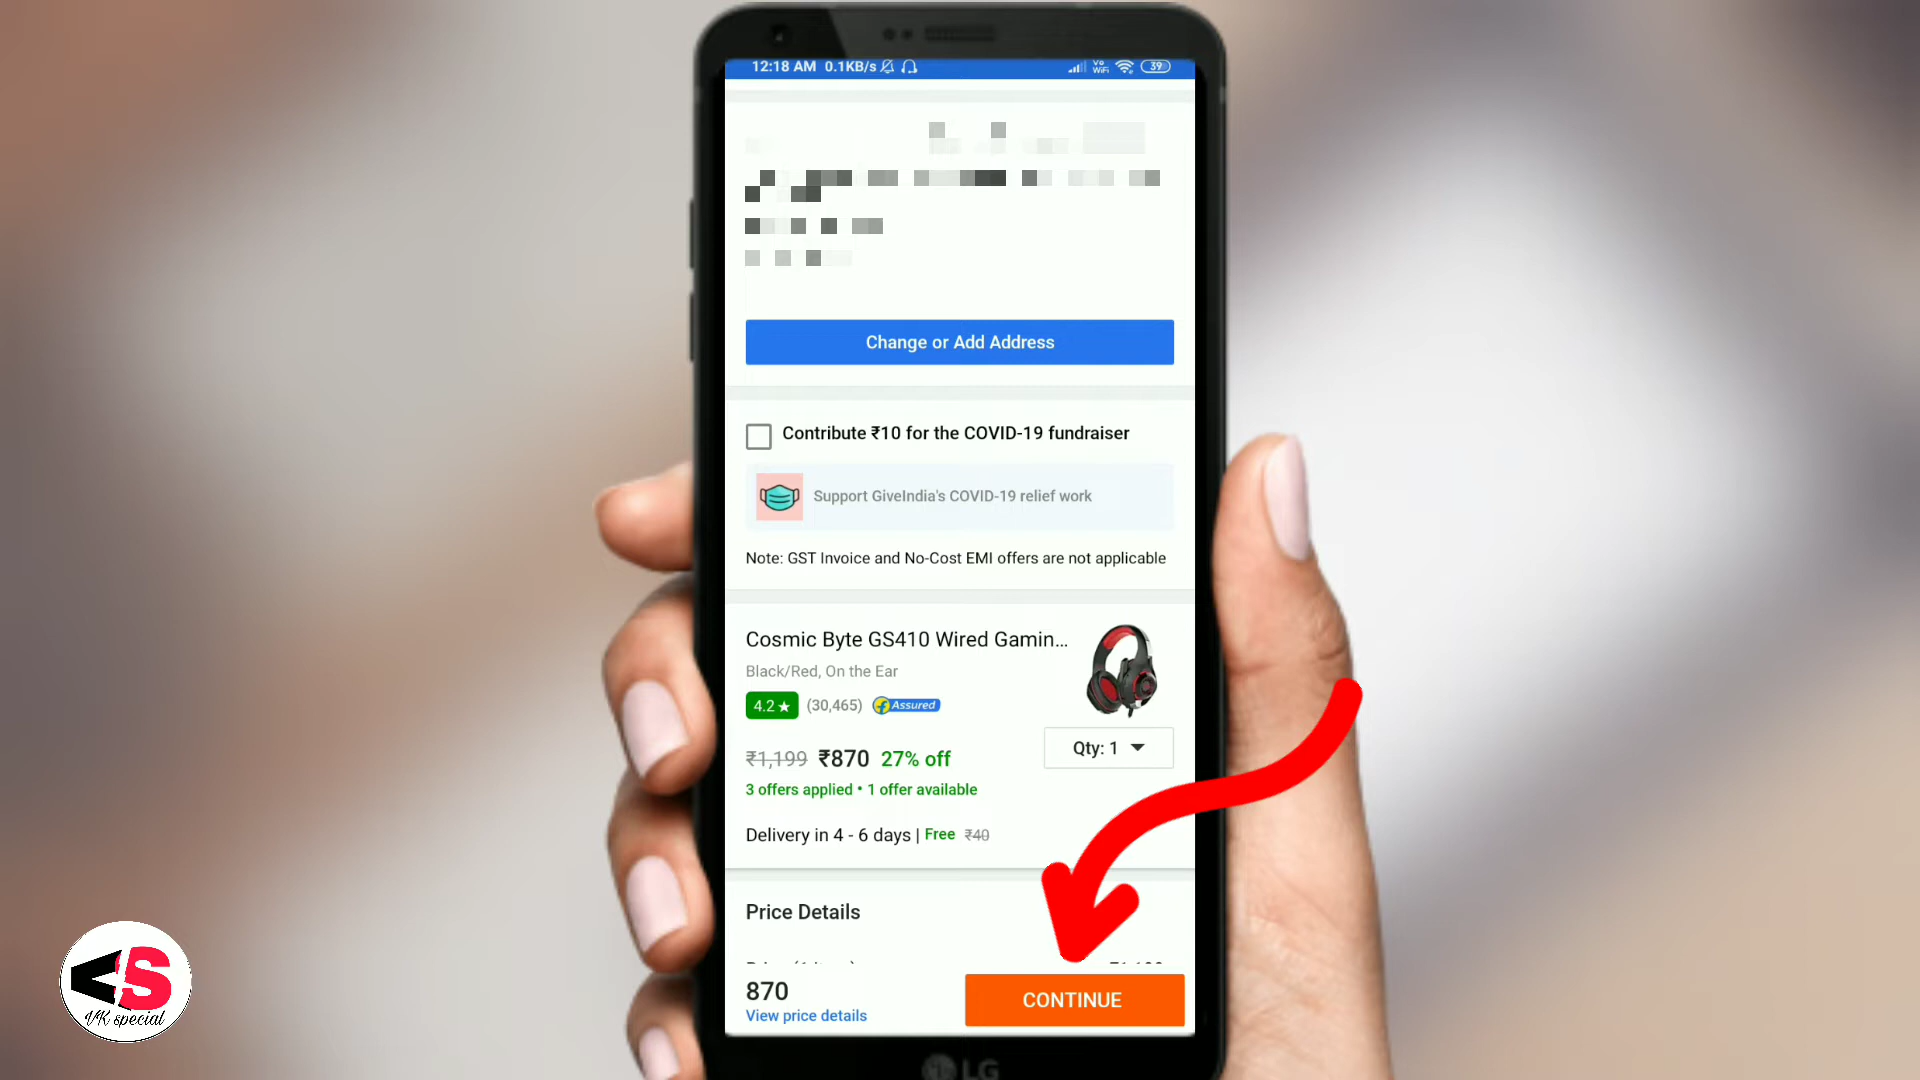 12:18 AM 0.1KB/s
Vo
WiFi
39
Change or Add Address
Contribute ₹10 for the COVID-19 fundraiser
Support GiveIndia's COVID-19 relief work
Note: GST Invoice and No-Cost EMI offers are not applicable
Cosmic Byte GS410 Wired Gamin...
Black/Red, On the Ear
4.2★ (30,465) Assured
Qty: 1
₹1,199 ₹870 27% off
3 offers applied • 1 offer available
Delivery in 4 - 6 days | Free ₹40
Price Details
870
CONTINUE
View price details
VK special
LG